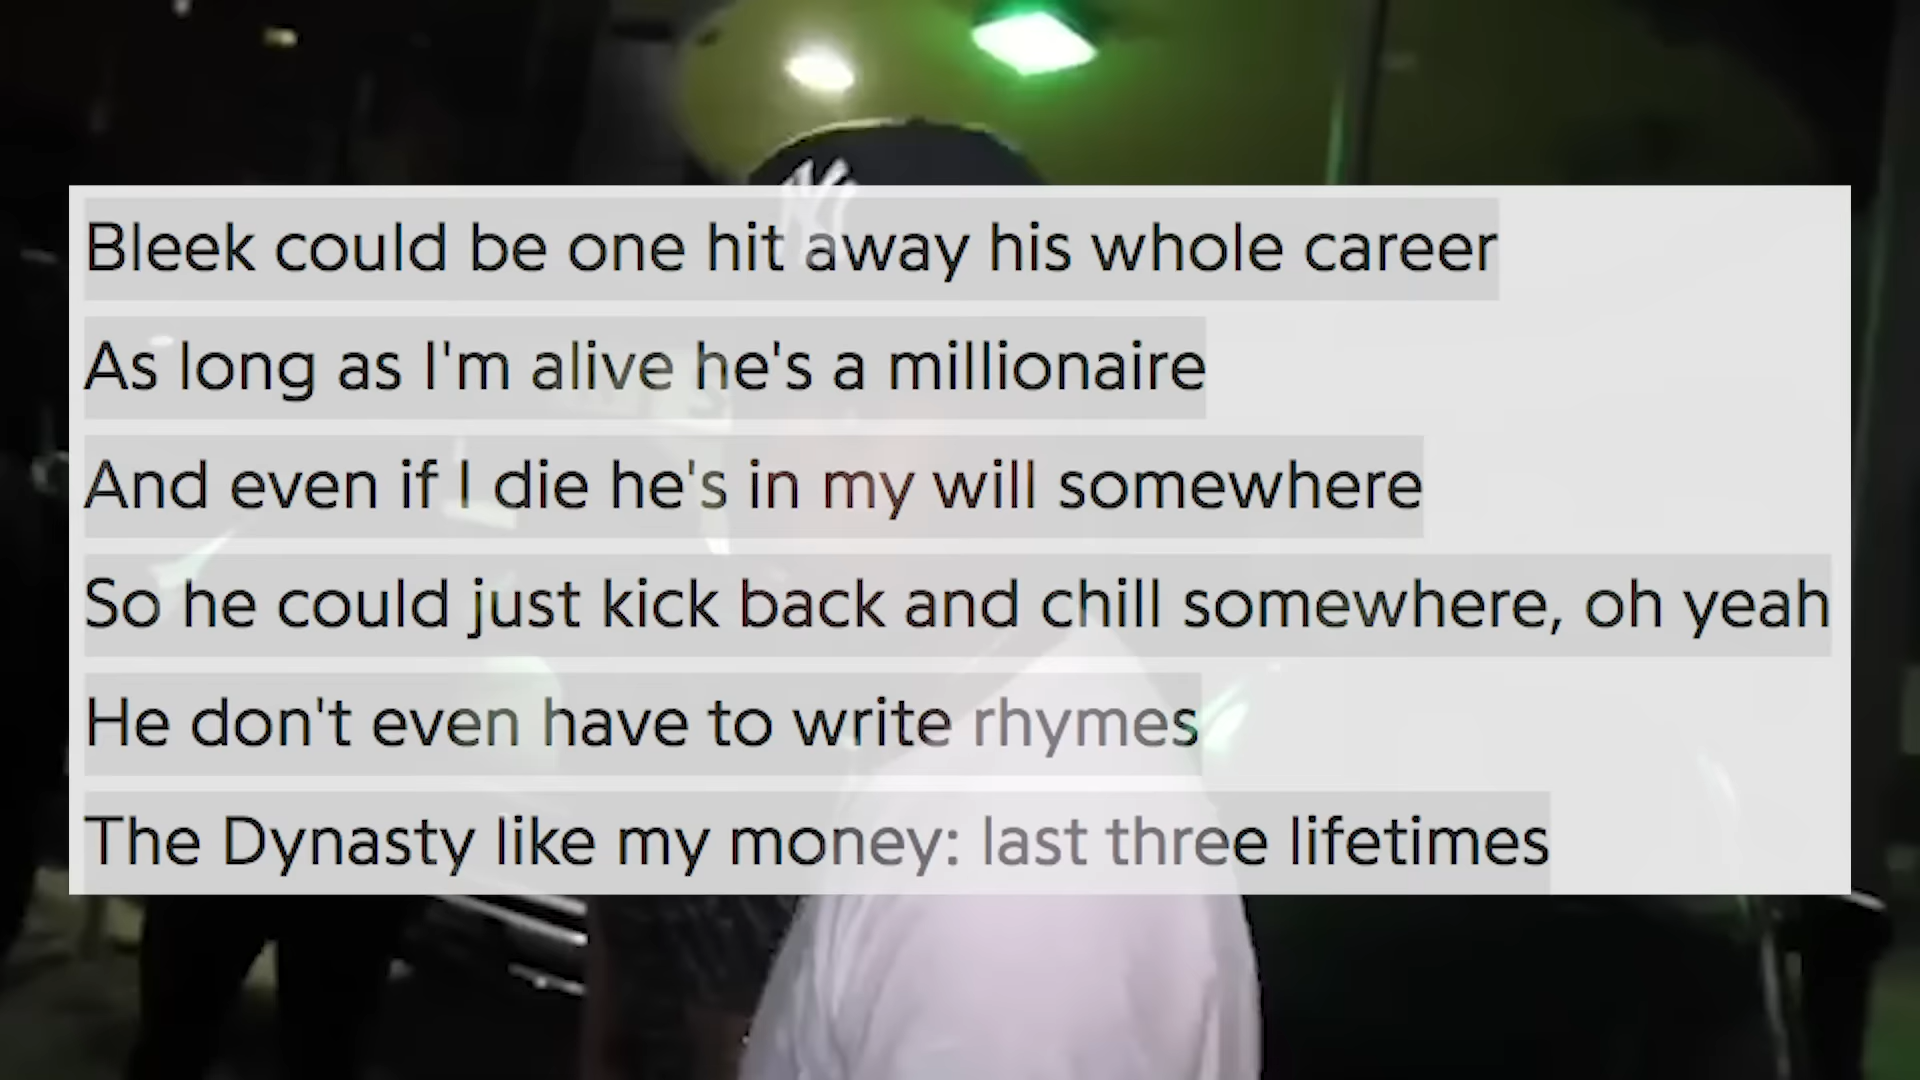 NY
Bleek could be one hit away his whole career
As long as I'm alive he's a millionaire
And even if I die he's in my will somewhere
So he could just kick back and chill somewhere, oh yeah
He don't even have to write rhymes
The Dynasty like my money: last three lifetimes